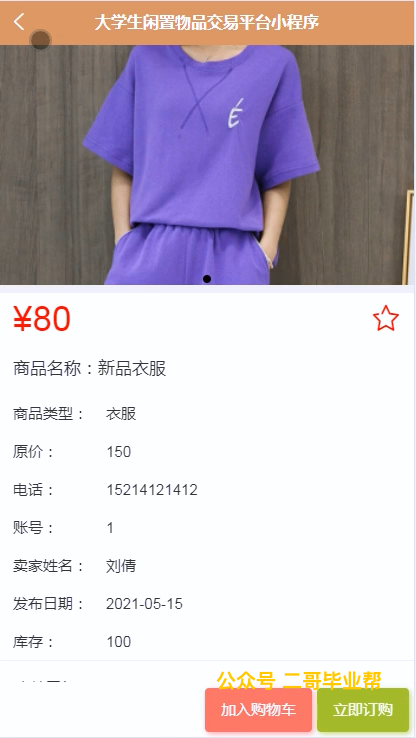 大学生闲置物品交易平台小程序
É
¥80
商品名称：新品衣服
商品类型： 衣服
原价： 150
电话： 15214121412
账号： 1
卖家姓名： 刘倩
发布日期： 2021-05-15
库存： 100
公众号 二哥毕业帮
加入购物车 立即订购